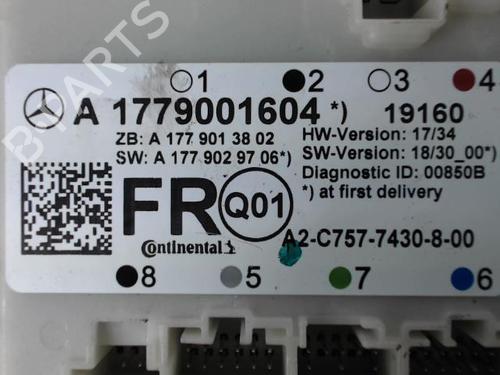 1 2 3 4
A 1779001604 *) 19160
ZB: A 177 901 38 02
SW: A 177 902 97 06*)
HW-Version: 17/34
SW-Version: 18/30_00*)
Diagnostic ID: 00850B
*) at first delivery
FR Q01
Continental
A2-C757-7430-8-00
8 5 7 6
BPARTS